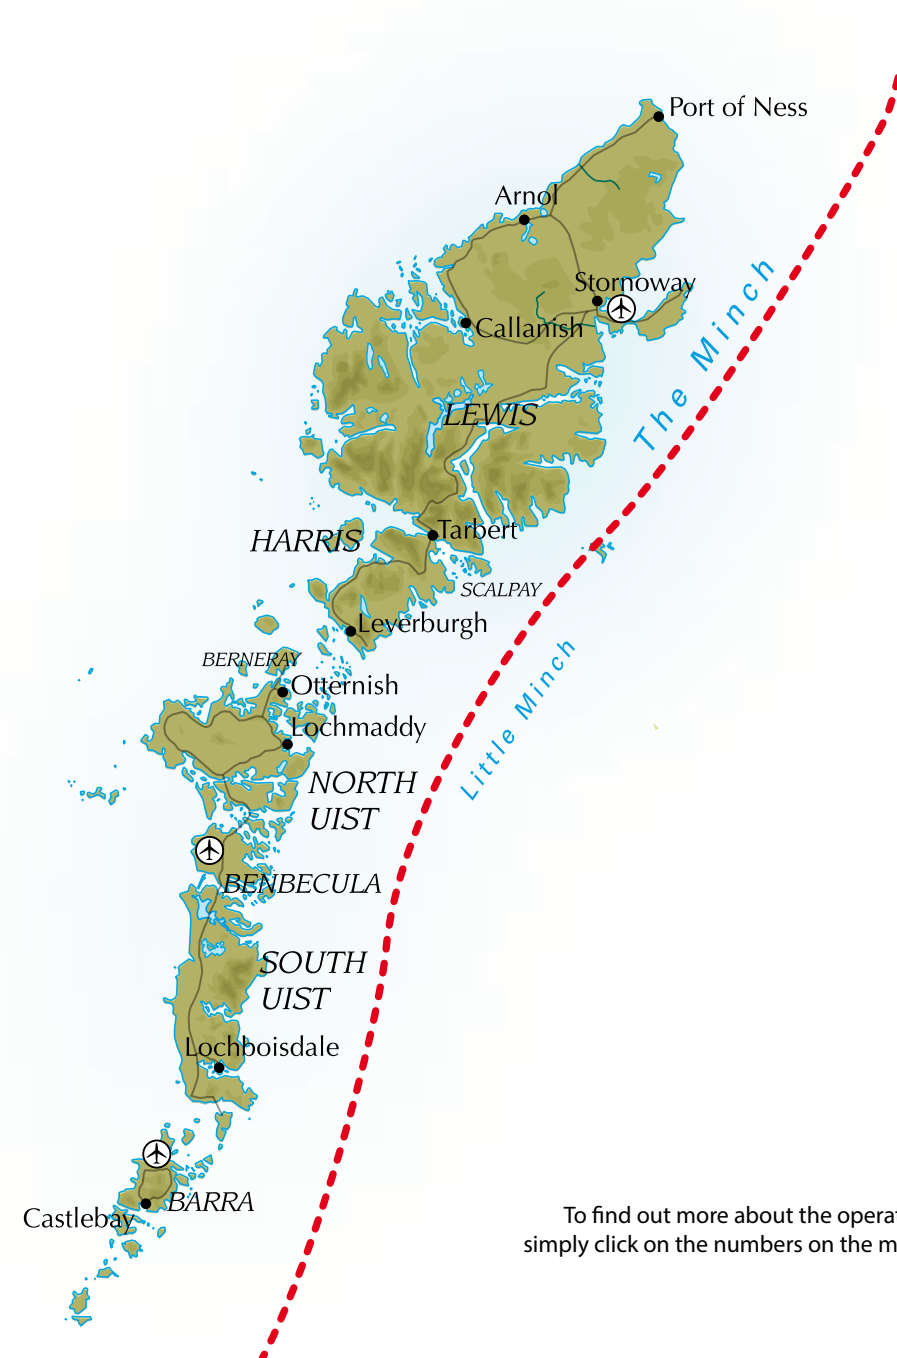 Port of Ness
Arnol
Stornoway
Callanish
The Minch
LEWIS
Tarbert
HARRIS
SCALPAY
Leverburgh
BERNERAY
Otternish
Little Minch
Lochmaddy
NORTH
UIST
BENBECULA
SOUTH
UIST
Lochboisdale
BARRA
Castlebay
To find out more about the operat
simply click on the numbers on the m